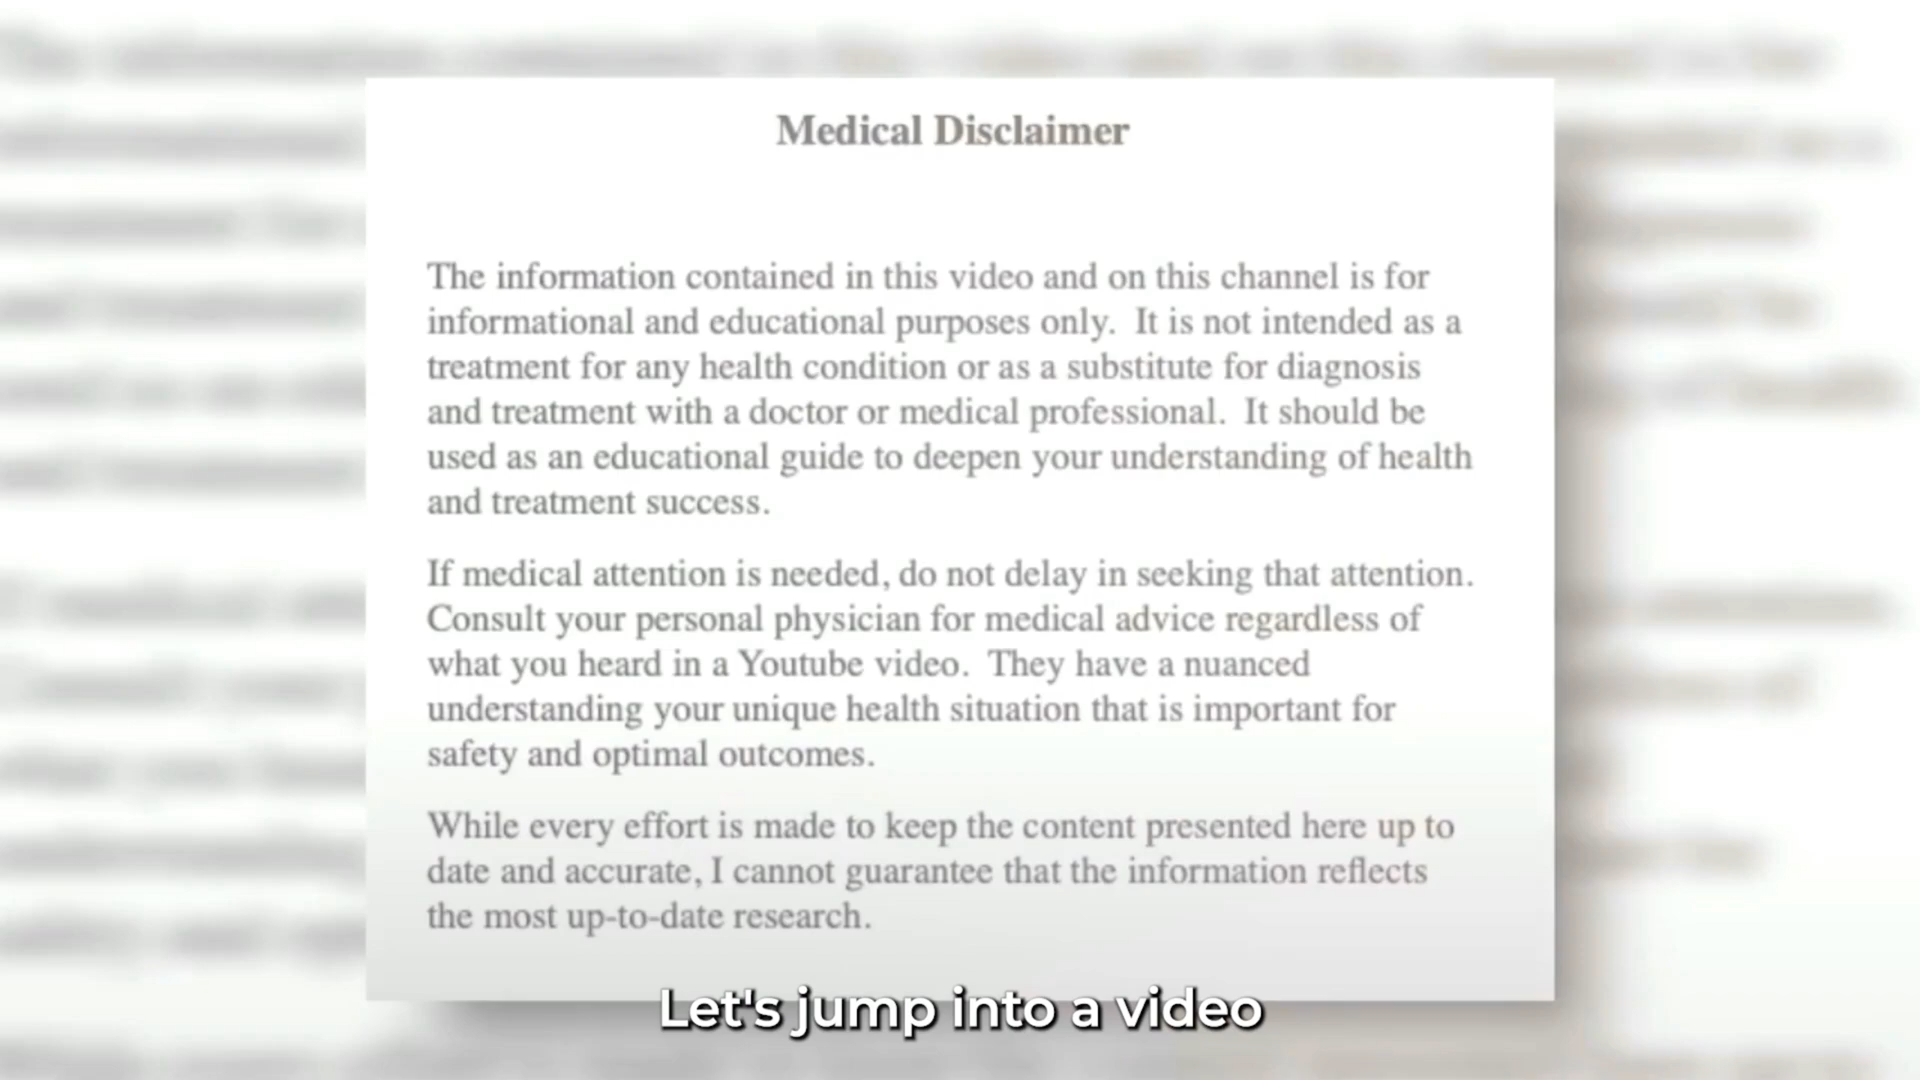 Medical Disclaimer
The information contained in this video and on this channel is for
informational and educational purposes only.  It is not intended as a
treatment for any health condition or as a substitute for diagnosis
and treatment with a doctor or medical professional.  It should be
used as an educational guide to deepen your understanding of health
and treatment success.
If medical attention is needed, do not delay in seeking that attention.
Consult your personal physician for medical advice regardless of
what you heard in a Youtube video.  They have a nuanced
understanding your unique health situation that is important for
safety and optimal outcomes.
While every effort is made to keep the content presented here up to
date and accurate, I cannot guarantee that the information reflects
the most up-to-date research.
Let's jump into a video